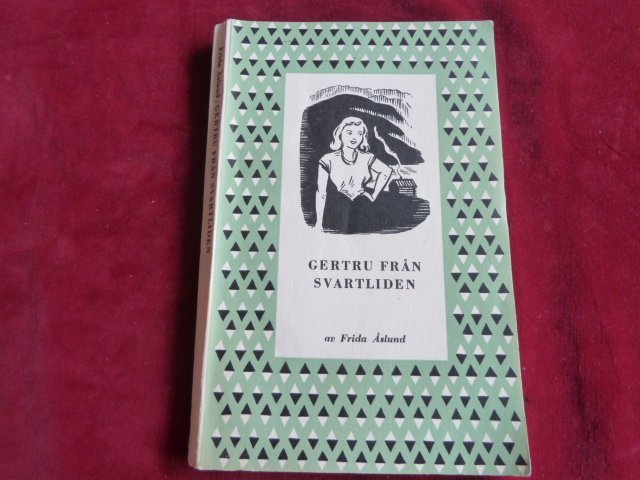 GERTRU FRÅN
SVARTLIDEN
av Frida Åslund
Frida Åslund / GERTRU FRÅN SVARTLIDEN